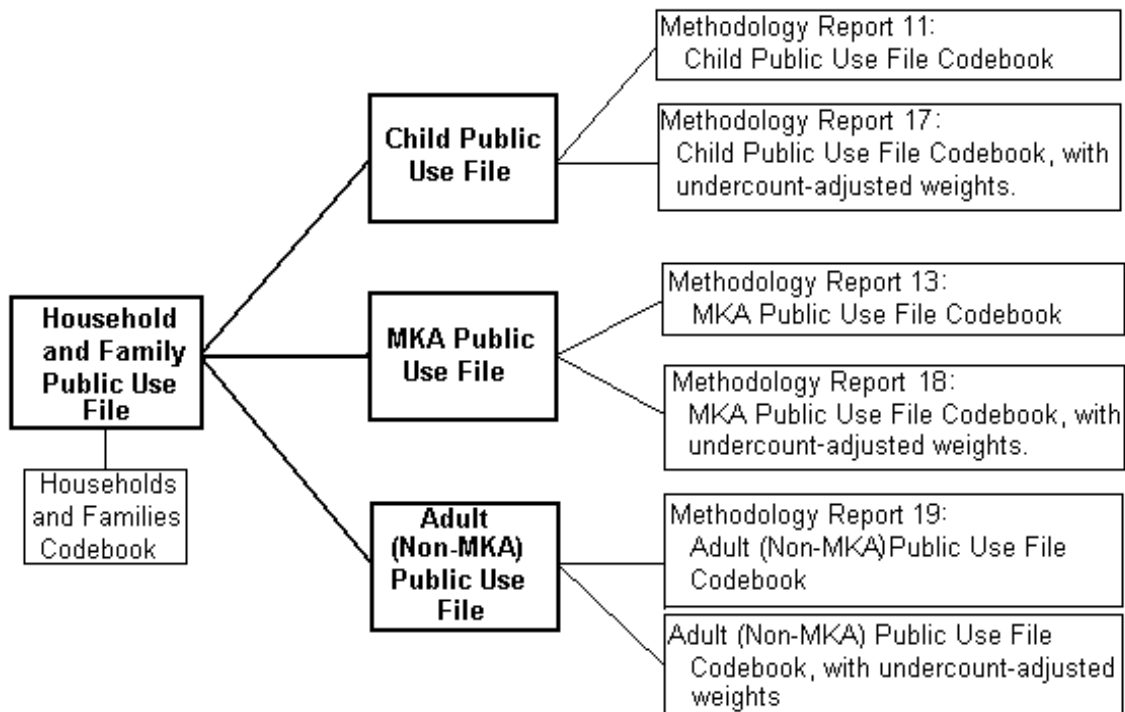 Household
and Family
Public Use
File
Households
and Families
Codebook
Child Public
Use File
Methodology Report 11:
Child Public Use File Codebook
Methodology Report 17:
Child Public Use File Codebook, with
undercount-adjusted weights.
MKA Public
Use File
Methodology Report 13:
MKA Public Use File Codebook
Methodology Report 18:
MKA Public Use File Codebook, with
undercount-adjusted weights.
Adult
(Non-MKA)
Public Use
File
Methodology Report 19:
Adult (Non-MKA)Public Use File
Codebook
Adult (Non-MKA) Public Use File
Codebook, with undercount-adjusted
weights